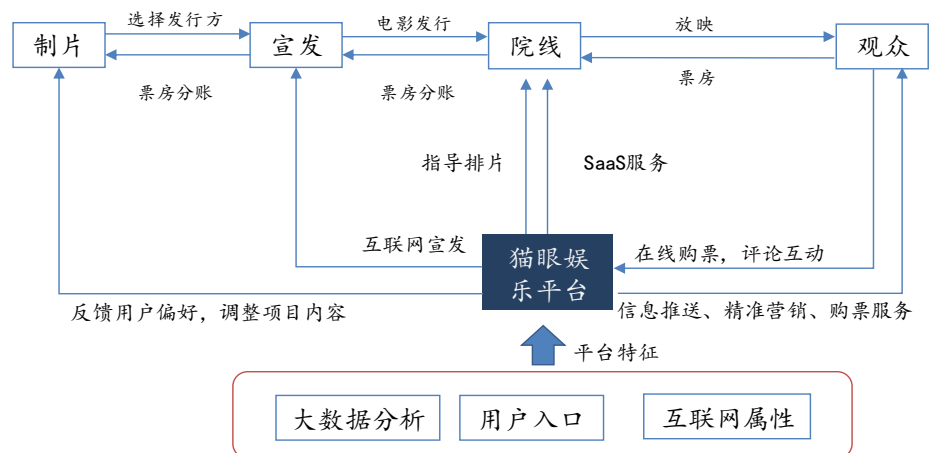 选择发行方
电影发行
放映
制片
宣发
院线
观众
票房分账
票房分账
票房
指导排片
SaaS服务
互联网宣发
猫眼娱
乐平台
在线购票，评论互动
反馈用户偏好，调整项目内容
信息推送、精准营销、购票服务
平台特征
大数据分析
用户入口
互联网属性